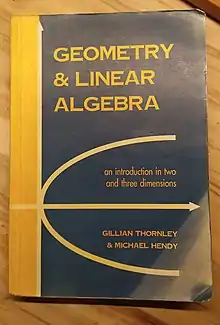 GEOMETRY
& LINEAR
ALGEBRA
an introduction in two
and three dimensions
GILLIAN THORNLEY
& MICHAEL HENDY